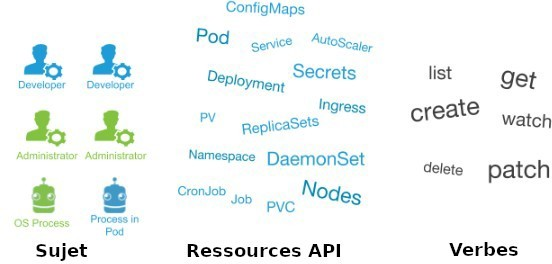 Developer Developer
Administrator Administrator
OS Process Process in Pod
Sujet
ConfigMaps
Pod Service AutoScaler
Deployment Secrets
PV ReplicaSets Ingress
Namespace DaemonSet
CronJob Job PVC Nodes
Ressources API
list get
create watch
delete patch
Verbes